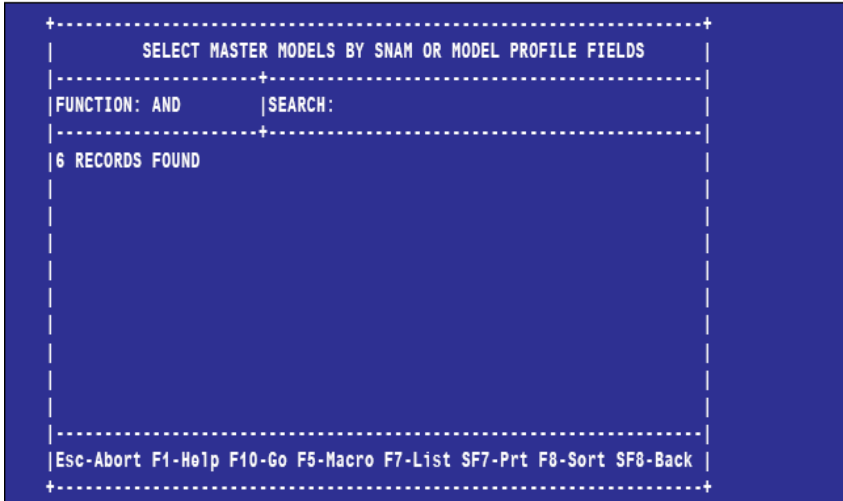 SELECT MASTER MODELS BY SNAM OR MODEL PROFILE FIELDS
FUNCTION: AND |SEARCH:
6 RECORDS FOUND
Esc-Abort F1-Help F10-Go F5-Macro F7-List SF7-Prt F8-Sort SF8-Back